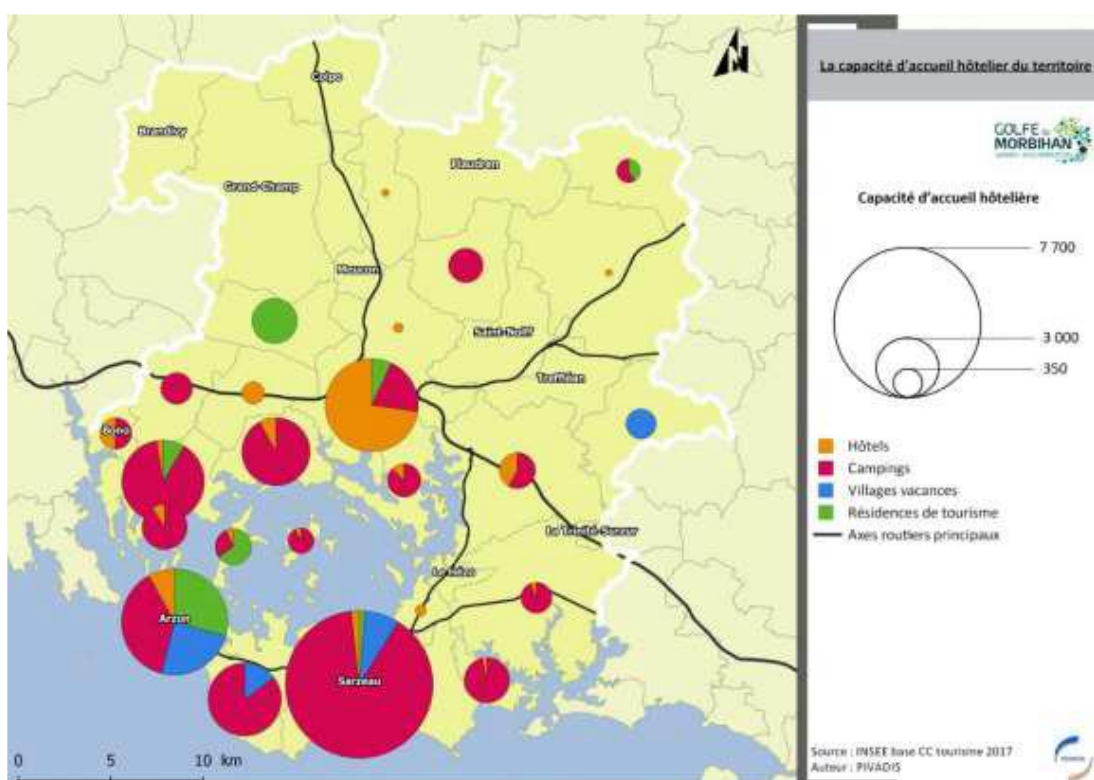 Colpo
Brandivy
Plaudren
Grand-Champ
Meucon
Saint-Nolff
Treffléan
Bono
La Trinité-Surzur
Le Hézo
Arzon
Sarzeau
0 5 10 km
N
La capacité d'accueil hôtelier du territoire
GOLFE DU
MORBIHAN
Capacité d'accueil hôtelière
7 700
3 000
350
Hôtels
Campings
Villages vacances
Résidences de tourisme
Axes routiers principaux
Source : INSEE base CC tourisme 2017
Auteur : PIVADIS